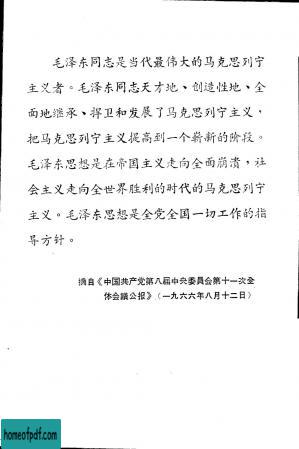 毛泽东同志是当代最伟大的马克思列宁
主义者。毛泽东同志天才地、创造性地、全
面地继承、捍卫和发展了马克思列宁主义，
把马克思列宁主义提高到一个崭新的阶段。
毛泽东思想是在帝国主义走向全面崩溃，社
会主义走向全世界胜利的时代的马克思列宁
主义。毛泽东思想是全党全国一切工作的指
导方针。
摘自《中国共产党第八届中央委员会第十一次全
体会议公报》（一九六六年八月十二日）
homeofpdf.com